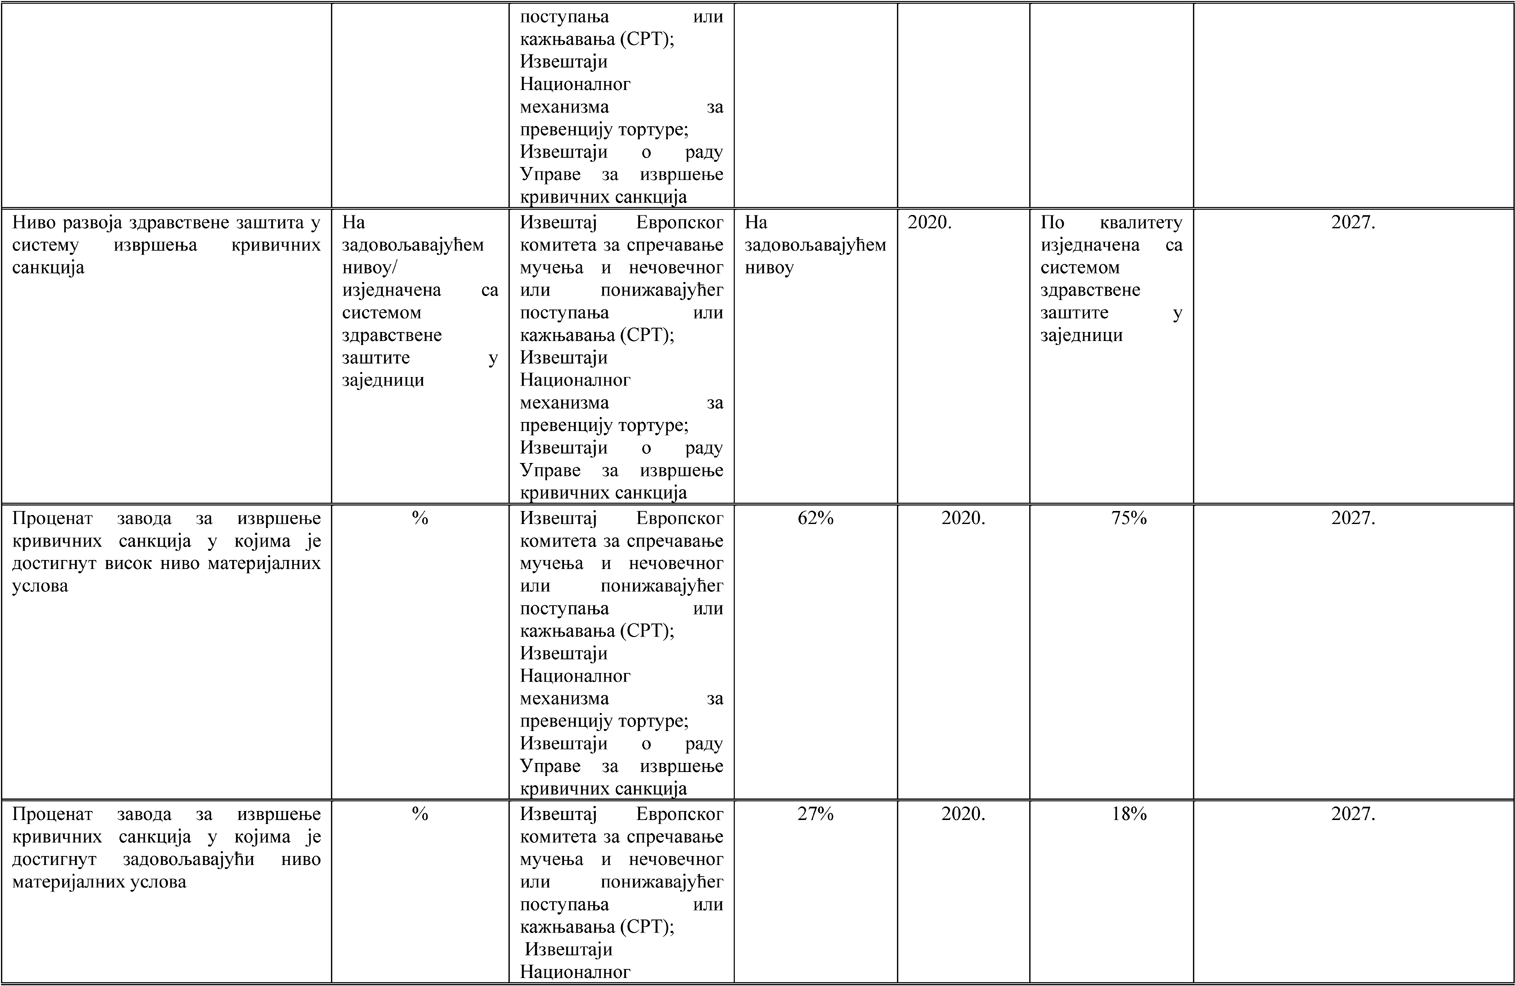 поступања или
кажњавања (СРТ);
Извештаји
Националног
механизма за
превенцију тортуре;
Извештаји о раду
Управе за извршење
кривичних санкција
Ниво развоја здравствене заштита у
систему извршења кривичних
санкција
На
задовољавајућем
нивоу/
изједначена са
системом
здравствене
заштите у
заједници
Извештај Европског
комитета за спречавање
мучења и нечовечног
или понижавајућег
поступања или
кажњавања (СРТ);
Извештаји
Националног
механизма за
превенцију тортуре;
Извештаји о раду
Управе за извршење
кривичних санкција
На
задовољавајућем
нивоу
2020.
По квалитету
изједначена са
системом
здравствене
заштите у
заједници
2027.
Проценат завода за извршење
кривичних санкција у којима је
достигнут висок ниво материјалних
услова
%
Извештај Европског
комитета за спречавање
мучења и нечовечног
или понижавајућег
поступања или
кажњавања (СРТ);
Извештаји
Националног
механизма за
превенцију тортуре;
Извештаји о раду
Управе за извршење
кривичних санкција
62%
2020.
75%
2027.
Проценат завода за извршење
кривичних санкција у којима је
достигнут задовољавајући ниво
материјалних услова
%
Извештај Европског
комитета за спречавање
мучења и нечовечног
или понижавајућег
поступања или
кажњавања (СРТ);
Извештаји
Националног
27%
2020.
18%
2027.